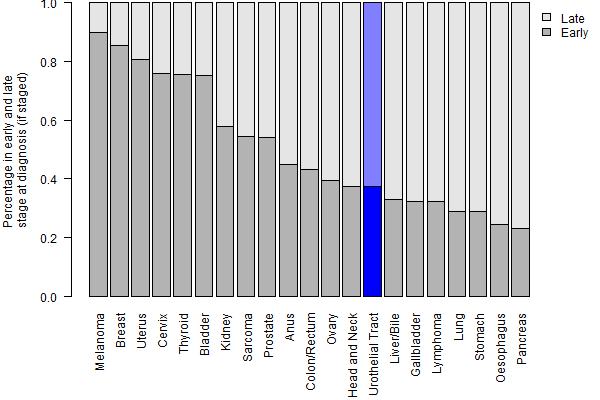 Percentage in early and late
stage at diagnosis (if staged)
1.0
0.8
0.6
0.4
0.2
0.0
Late
Early
Melanoma
Breast
Uterus
Cervix
Thyroid
Bladder
Kidney
Sarcoma
Prostate
Anus
Colon/Rectum
Ovary
Head and Neck
Urothelial Tract
Liver/Bile
Gallbladder
Lymphoma
Lung
Stomach
Oesophagus
Pancreas